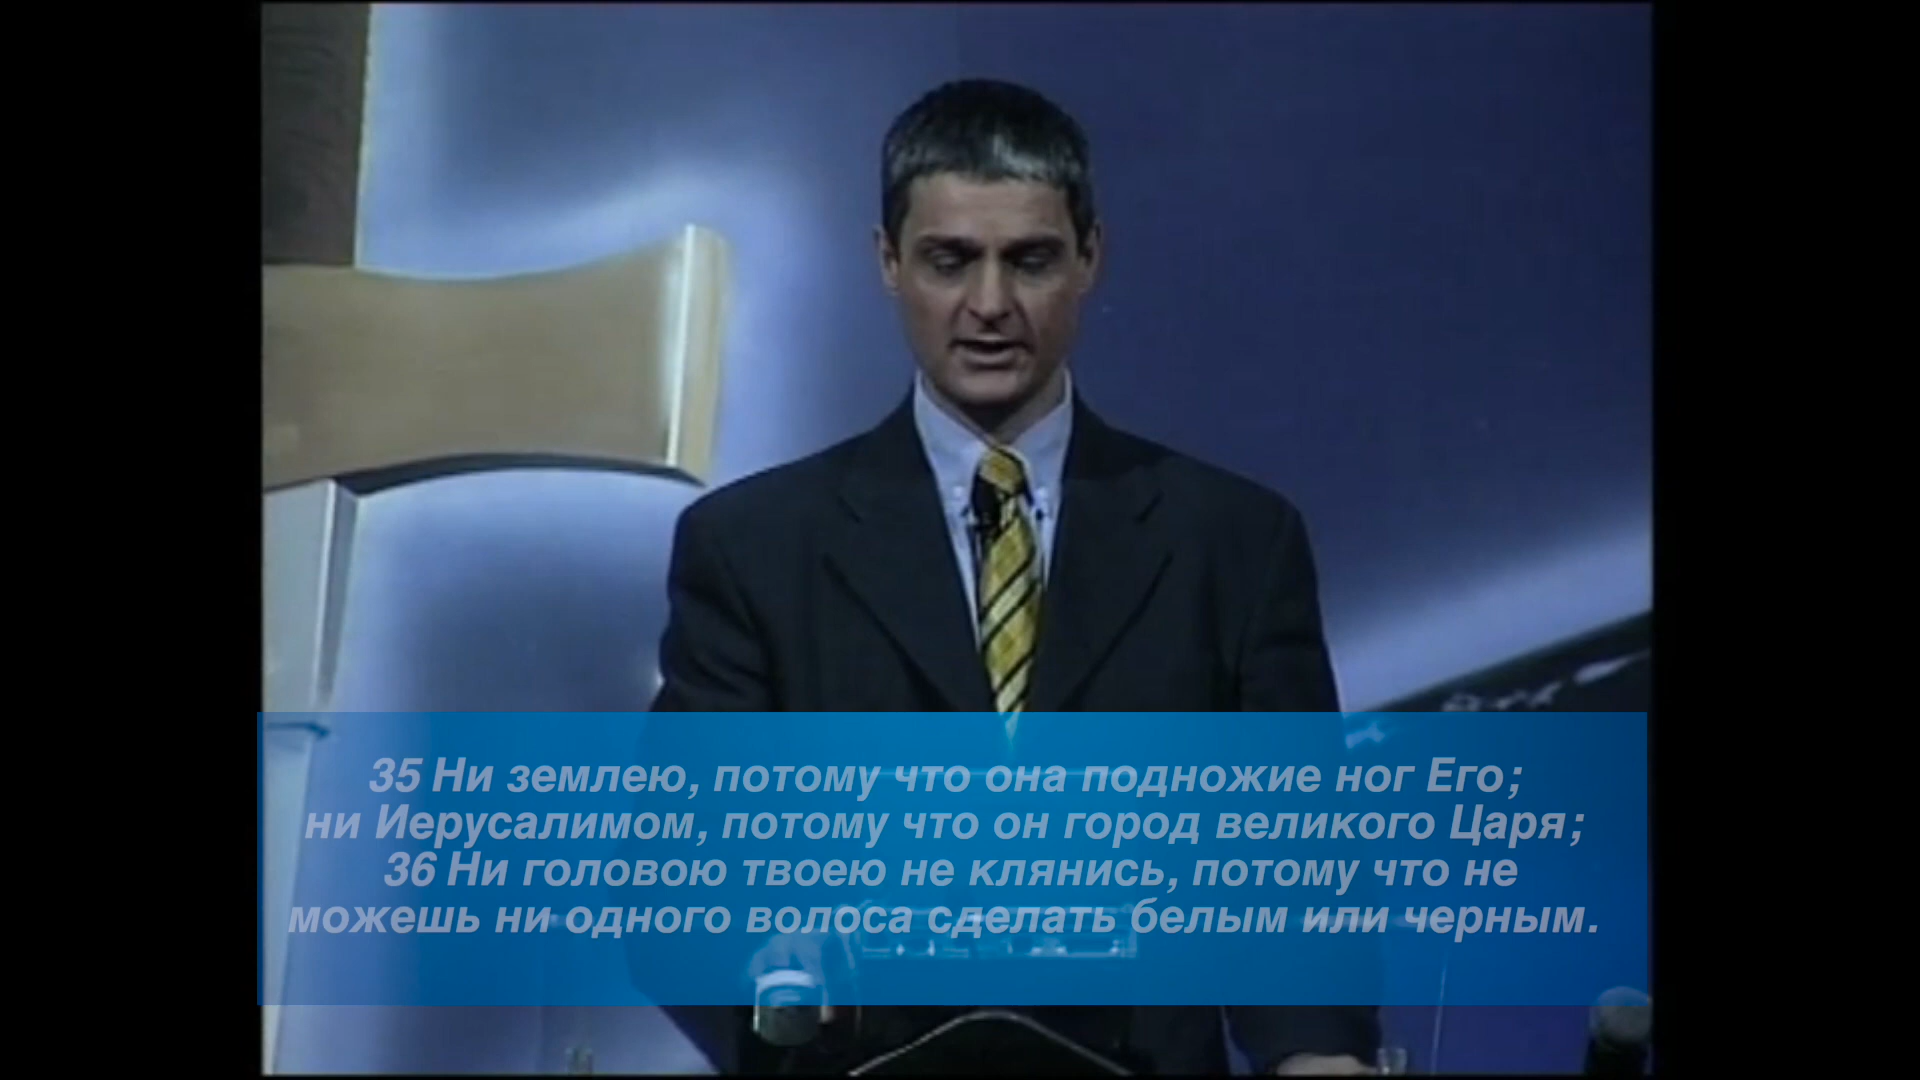 35 Ни землею, потому что она подножие ног Его;
ни Иерусалимом, потому что он город великого Царя;
36 Ни головою твоею не клянись, потому что не
можешь ни одного волоса сделать белым или черным.